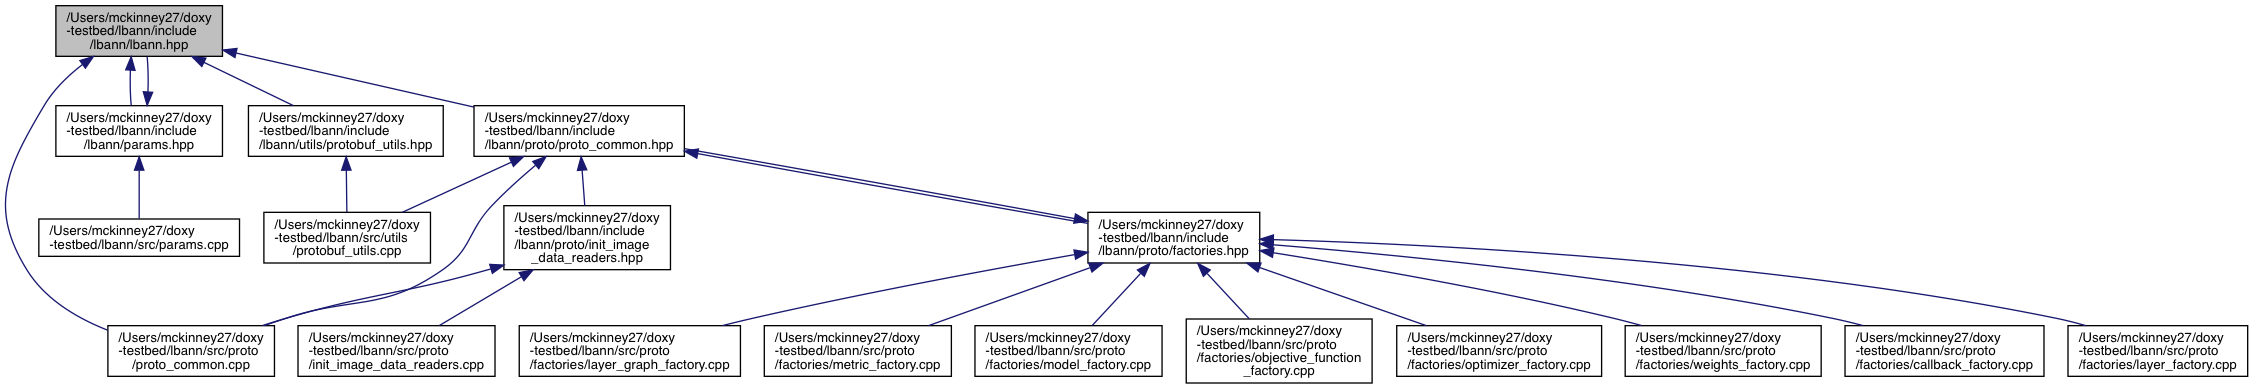 /Users/mckinney27/doxy
-testbed/lbann/include
/lbann/lbann.hpp
/Users/mckinney27/doxy
-testbed/lbann/include
/lbann/params.hpp
/Users/mckinney27/doxy
-testbed/lbann/include
/lbann/utils/protobuf_utils.hpp
/Users/mckinney27/doxy
-testbed/lbann/include
/lbann/proto/proto_common.hpp
/Users/mckinney27/doxy
-testbed/lbann/src/params.cpp
/Users/mckinney27/doxy
-testbed/lbann/src/utils
/protobuf_utils.cpp
/Users/mckinney27/doxy
-testbed/lbann/include
/lbann/proto/init_image
_data_readers.hpp
/Users/mckinney27/doxy
-testbed/lbann/include
/lbann/proto/factories.hpp
/Users/mckinney27/doxy
-testbed/lbann/src/proto
/proto_common.cpp
/Users/mckinney27/doxy
-testbed/lbann/src/proto
/init_image_data_readers.cpp
/Users/mckinney27/doxy
-testbed/lbann/src/proto
/factories/layer_graph_factory.cpp
/Users/mckinney27/doxy
-testbed/lbann/src/proto
/factories/metric_factory.cpp
/Users/mckinney27/doxy
-testbed/lbann/src/proto
/factories/model_factory.cpp
/Users/mckinney27/doxy
-testbed/lbann/src/proto
/factories/objective_function
_factory.cpp
/Users/mckinney27/doxy
-testbed/lbann/src/proto
/factories/optimizer_factory.cpp
/Users/mckinney27/doxy
-testbed/lbann/src/proto
/factories/weights_factory.cpp
/Users/mckinney27/doxy
-testbed/lbann/src/proto
/factories/callback_factory.cpp
/Users/mckinney27/doxy
-testbed/lbann/src/proto
/factories/layer_factory.cpp